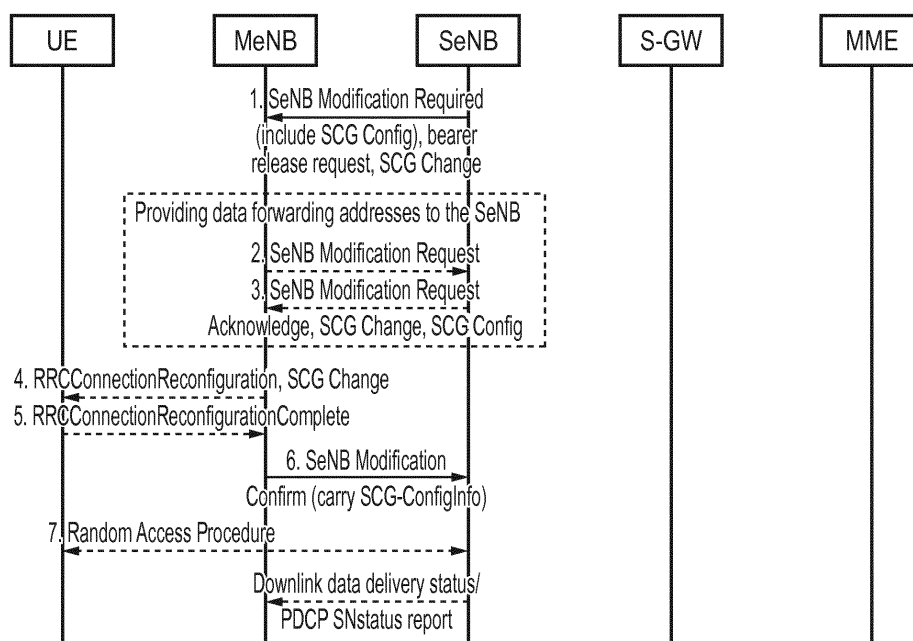 UE MeNB SeNB S-GW MME
1. SeNB Modification Required
(include SCG Config), bearer
release request, SCG Change
Providing data forwarding addresses to the SeNB
2. SeNB Modification Request
3. SeNB Modification Request
Acknowledge, SCG Change, SCG Config
4. RRCConnectionReconfiguration, SCG Change
5. RRCConnectionReconfigurationComplete
6. SeNB Modification
Confirm (carry SCG-ConfigInfo)
7. Random Access Procedure
Downlink data delivery status/
PDCP SNstatus report